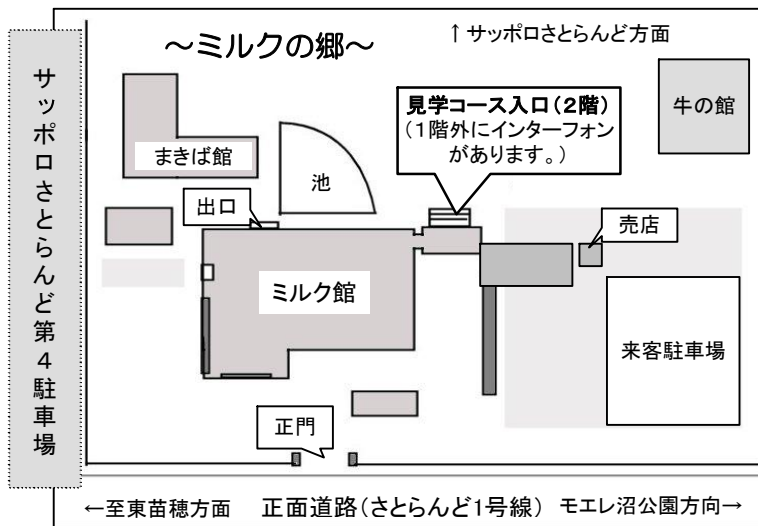 ~ミルクの郷~
↑サッポロさとらんど方面
サッポロさとらんど第4駐車場
見学コース入口(2階)
(1階外にインターフォン
があります。)
牛の館
まきば館
池
出口
売店
ミルク館
来客駐車場
正門
←至東苗穂方面
正面道路(さとらんど1号線)
モエレ沼公園方向→